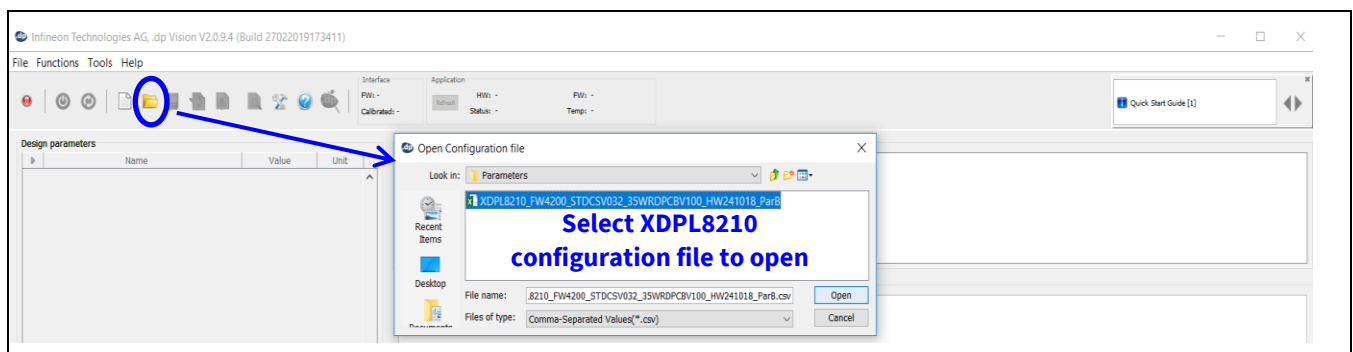 Infineon Technologies AG, .dp Vision V2.0.9.4 (Build 27022019173411)
File Functions Tools Help
Interface
FW: -
Calibrated: -
Application
Refresh
HW: -
FW: -
Status: -
Temp: -
Quick Start Guide [1]
Design parameters
Name Value Unit
Open Configuration file
Look in: Parameters
XDPL8210_FW4200_STDCSV032_35WRDPCBV100_HW241018_ParB
Select XDPL8210
configuration file to open
Recent
Items
Desktop
Documents
File name: .8210_FW4200_STDCSV032_35WRDPCBV100_HW241018_ParB.csv Open
Files of type: Comma-Separated Values(*.csv) Cancel